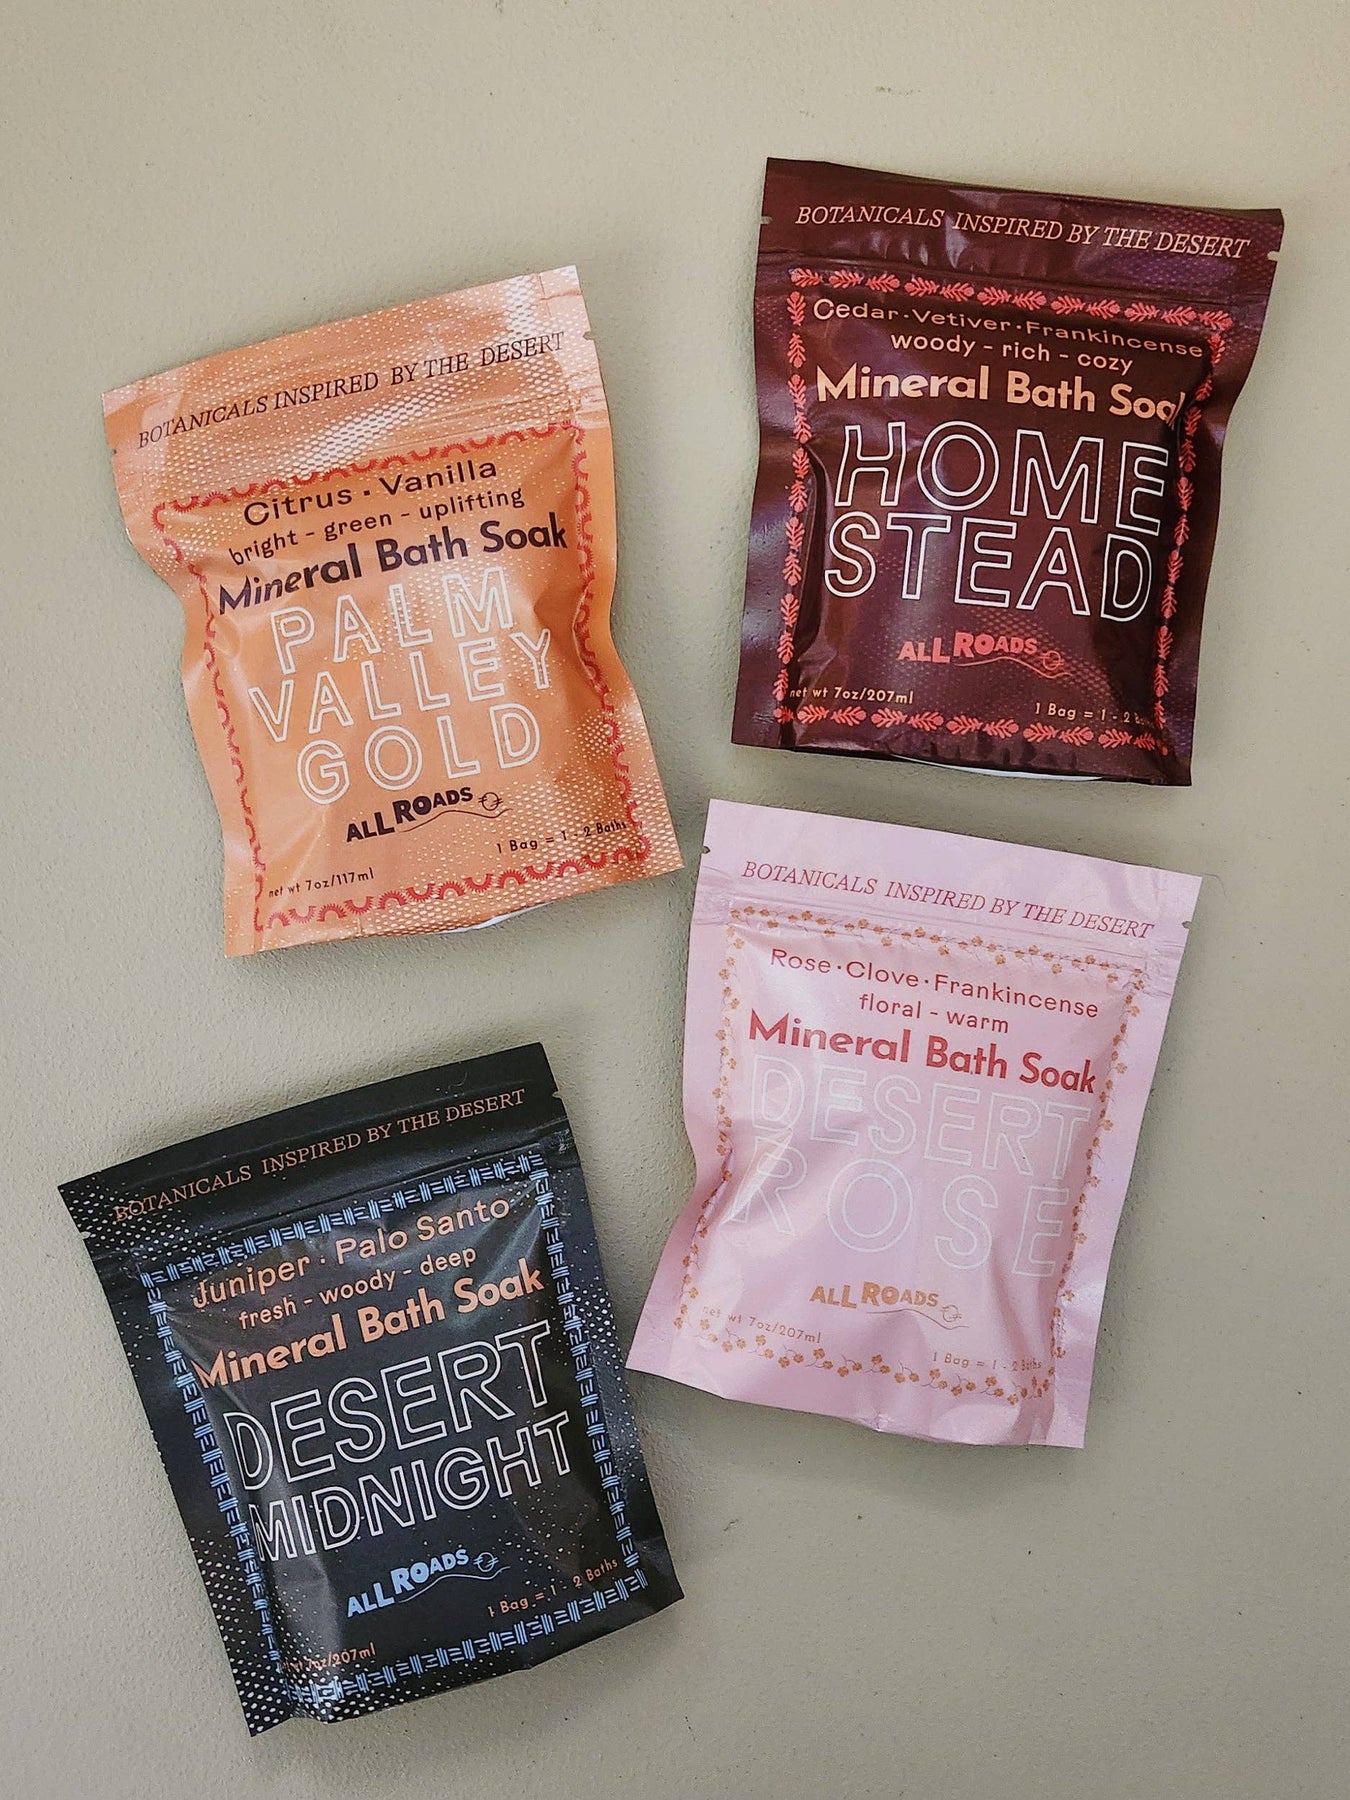 BOTANICALS INSPIRED BY THE DESERT
Citrus · Vanilla
bright - green - uplifting
Mineral Bath Soak
PALM
VALLEY
GOLD
ALL ROADS
1 Bag = 1 - 2 Baths
net wt 7oz/117ml
BOTANICALS INSPIRED BY THE DESERT
Cedar · Vetiver · Frankincense
woody - rich - cozy
Mineral Bath Soak
HOME
STEAD
ALL ROADS
net wt 7oz/207ml
1 Bag = 1 - 2
BOTANICALS INSPIRED BY THE DESERT
Rose · Clove · Frankincense
floral - warm
Mineral Bath Soak
DESERT
ROSE
ALL ROADS
net wt 7oz/207ml
1 Bag = 1 - 2 Baths
BOTANICALS INSPIRED BY THE DESERT
Juniper · Palo Santo
fresh - woody - deep
Mineral Bath Soak
DESERT
MIDNIGHT
ALL ROADS
1 Bag = 1 - 2 Baths
wt 7oz/207ml